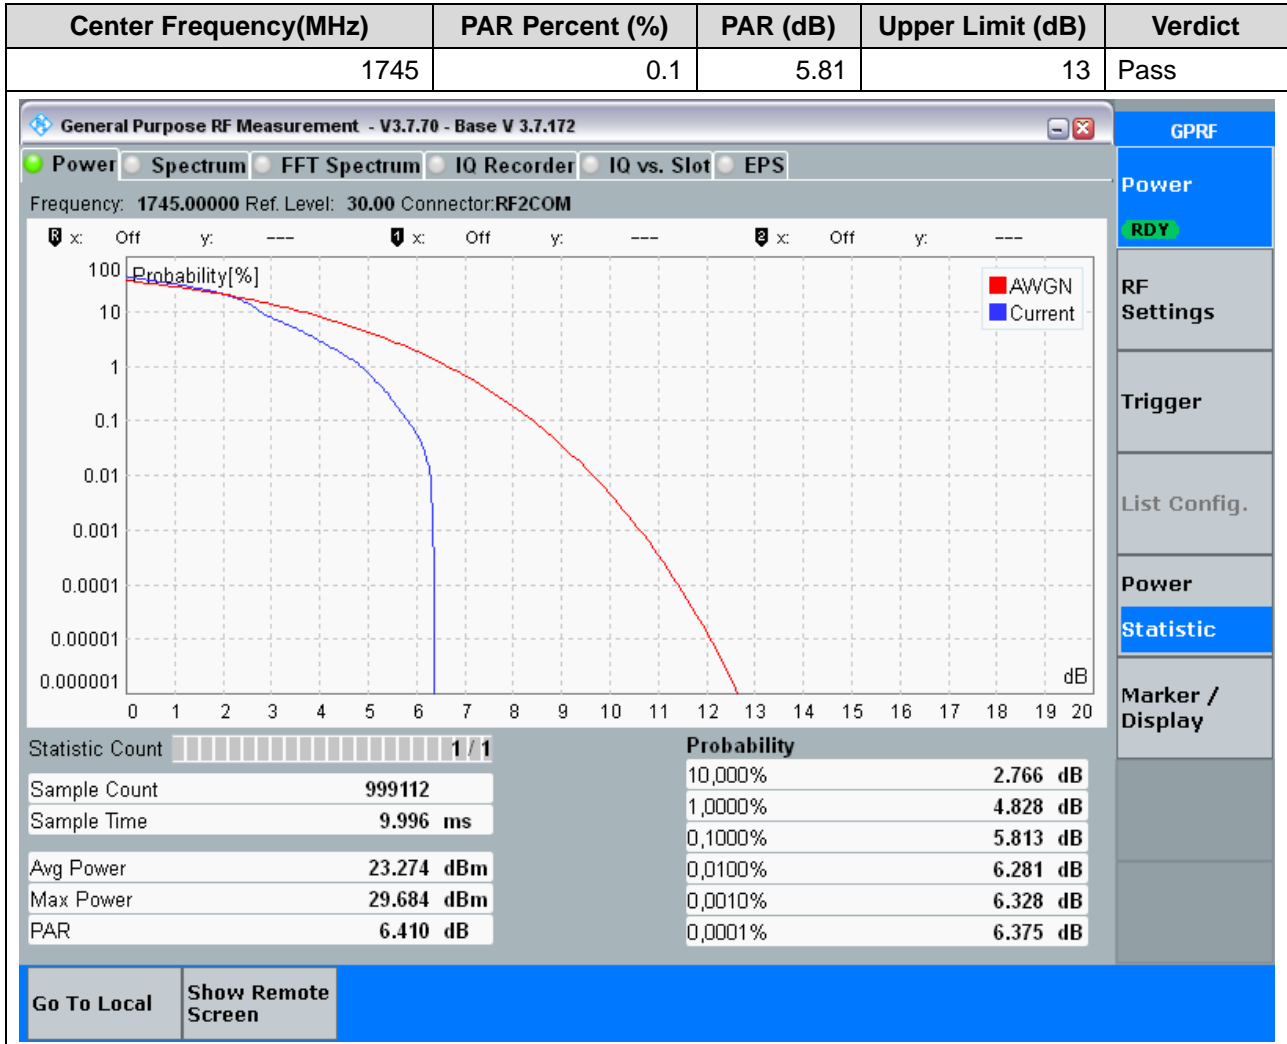 Center Frequency(MHz) PAR Percent (%) PAR (dB) Upper Limit (dB) Verdict
1745 0.1 5.81 13 Pass
General Purpose RF Measurement - V3.7.70 - Base V 3.7.172
GPRF
Power Spectrum FFT Spectrum IQ Recorder IQ vs. Slot EPS
Frequency: 1745.00000 Ref. Level: 30.00 Connector:RF2COM
R x: Off y: --- 1 x: Off y: --- 2 x: Off y: ---
Probability[%]
AWGN
Current
100
10
1
0.1
0.01
0.001
0.0001
0.00001
0.000001
dB
0 1 2 3 4 5 6 7 8 9 10 11 12 13 14 15 16 17 18 19 20
Statistic Count 1 / 1
Sample Count 999112
Sample Time 9.996 ms
Avg Power 23.274 dBm
Max Power 29.684 dBm
PAR 6.410 dB
Probability
10,000% 2.766 dB
1,0000% 4.828 dB
0,1000% 5.813 dB
0,0100% 6.281 dB
0,0010% 6.328 dB
0,0001% 6.375 dB
Power
RDY
RF
Settings
Trigger
List Config.
Power
Statistic
Marker /
Display
Go To Local
Show Remote
Screen